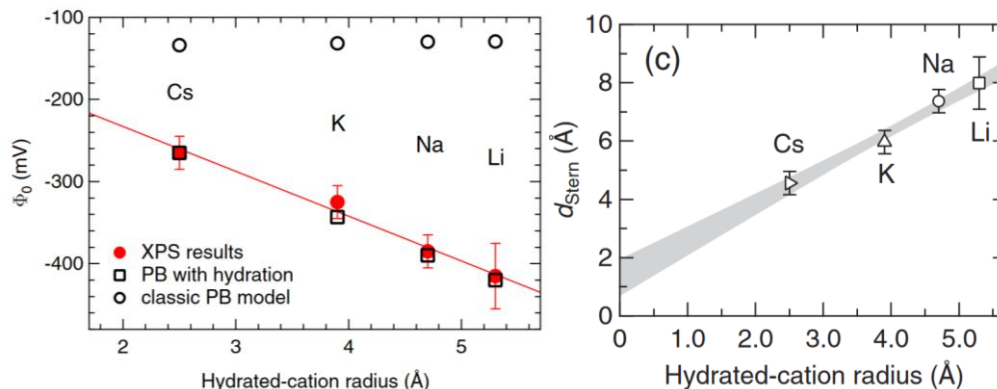 -100
-200
-300
-400
Φ0 (mV)
Cs
K
Na
Li
XPS results
PB with hydration
classic PB model
2
3
4
5
Hydrated-cation radius (Å)
(c)
10
8
6
4
2
0
dStern (Å)
Cs
K
Na
Li
0
1.0
2.0
3.0
4.0
5.0
Hydrated-cation radius (Å)